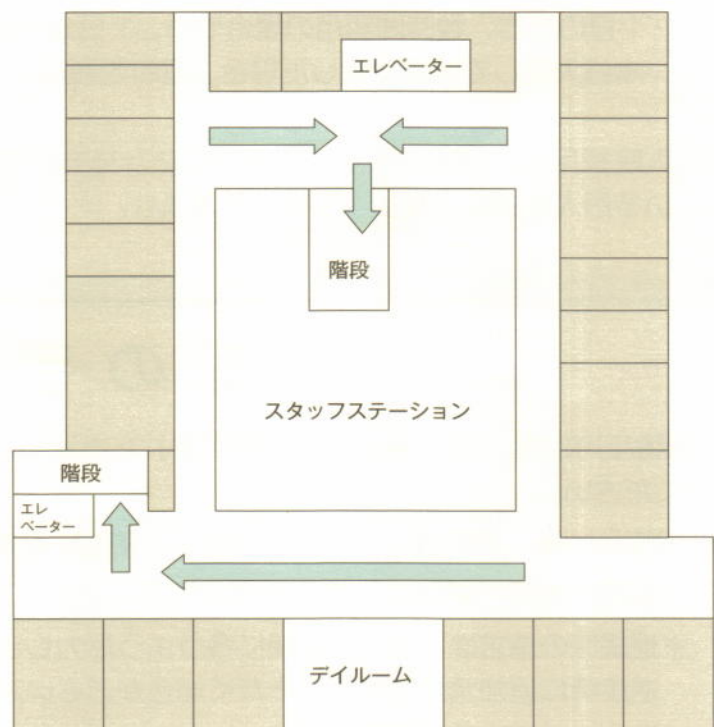 エレベーター
階段
スタッフステーション
階段
エレ
ベーター
デイルーム